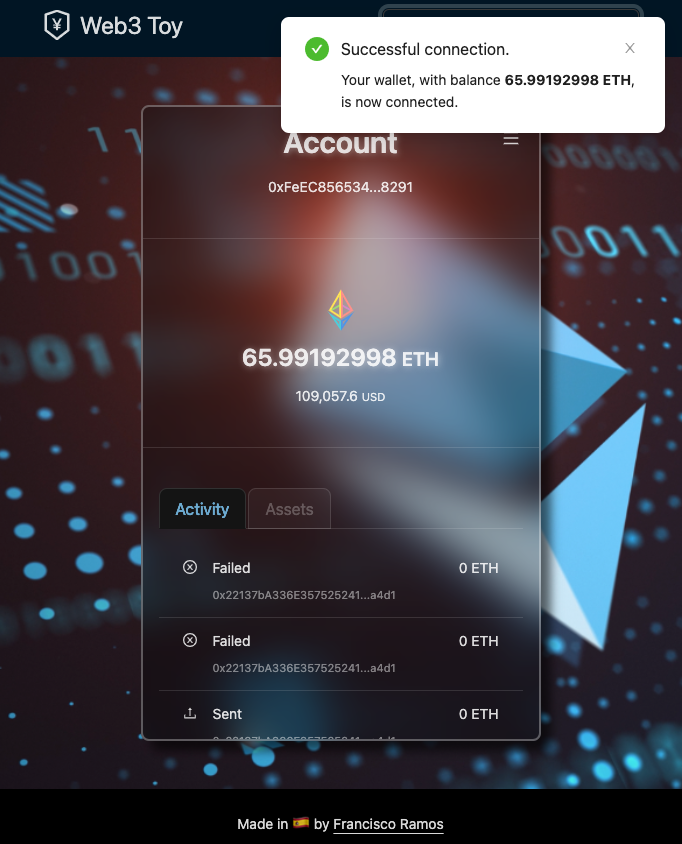 Web3 Toy
Successful connection.
Your wallet, with balance 65.99192998 ETH,
is now connected.
Account
0xFeEC856534...8291
65.99192998 ETH
109,057.6 USD
Activity
Assets
Failed
0 ETH
0x22137bA336E357525241...a4d1
Failed
0 ETH
0x22137bA336E357525241...a4d1
Sent
0 ETH
Made in 🇪🇸 by Francisco Ramos